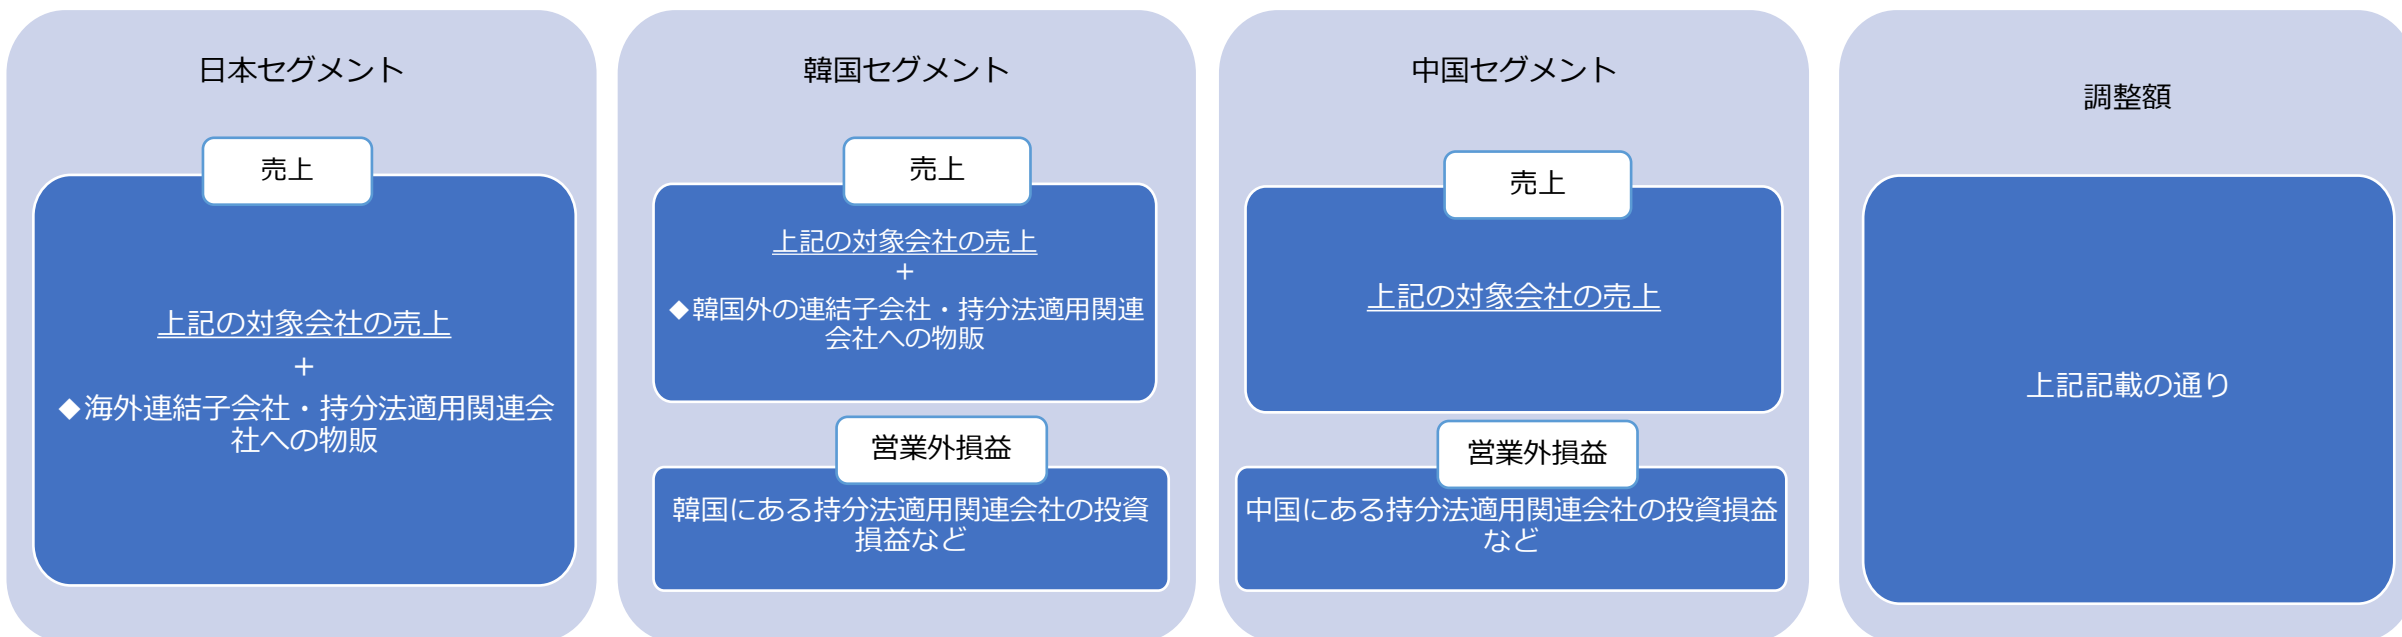 日本セグメント
売上
上記の対象会社の売上
+
◆海外連結子会社・持分法適用関連会
社への物販
韓国セグメント
売上
上記の対象会社の売上
+
◆韓国外の連結子会社・持分法適用関連
会社への物販
営業外損益
韓国にある持分法適用関連会社の投資
損益など
中国セグメント
売上
上記の対象会社の売上
営業外損益
中国にある持分法適用関連会社の投資損益
など
調整額
上記記載の通り